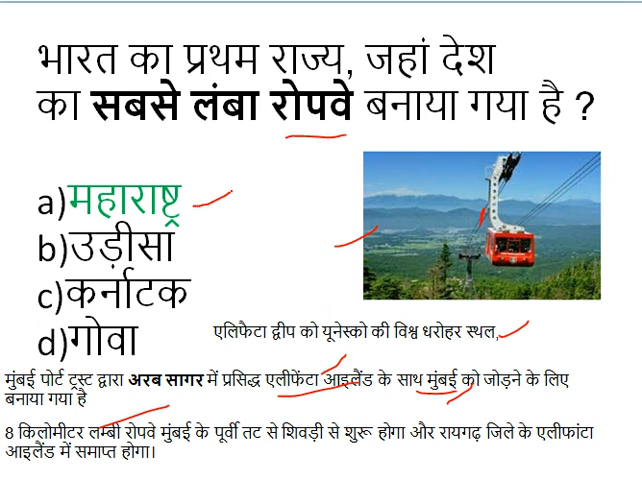 भारत का प्रथम राज्य, जहां देश
का सबसे लंबा रोपवे बनाया गया है ?
a)महाराष्ट्र
b)उड़ीसा
c)कर्नाटक
d)गोवा
एलिफैटा द्वीप को यूनेस्को की विश्व धरोहर स्थल,
मुंबई पोर्ट ट्रस्ट द्वारा अरब सागर में प्रसिद्ध एलीफेंटा आइलैंड के साथ मुंबई को जोड़ने के लिए
बनाया गया है
8 किलोमीटर लम्बी रोपवे मुंबई के पूर्वी तट से शिवड़ी से शुरू होगा और रायगढ़ जिले के एलीफांटा
आइलैंड में समाप्त होगा।